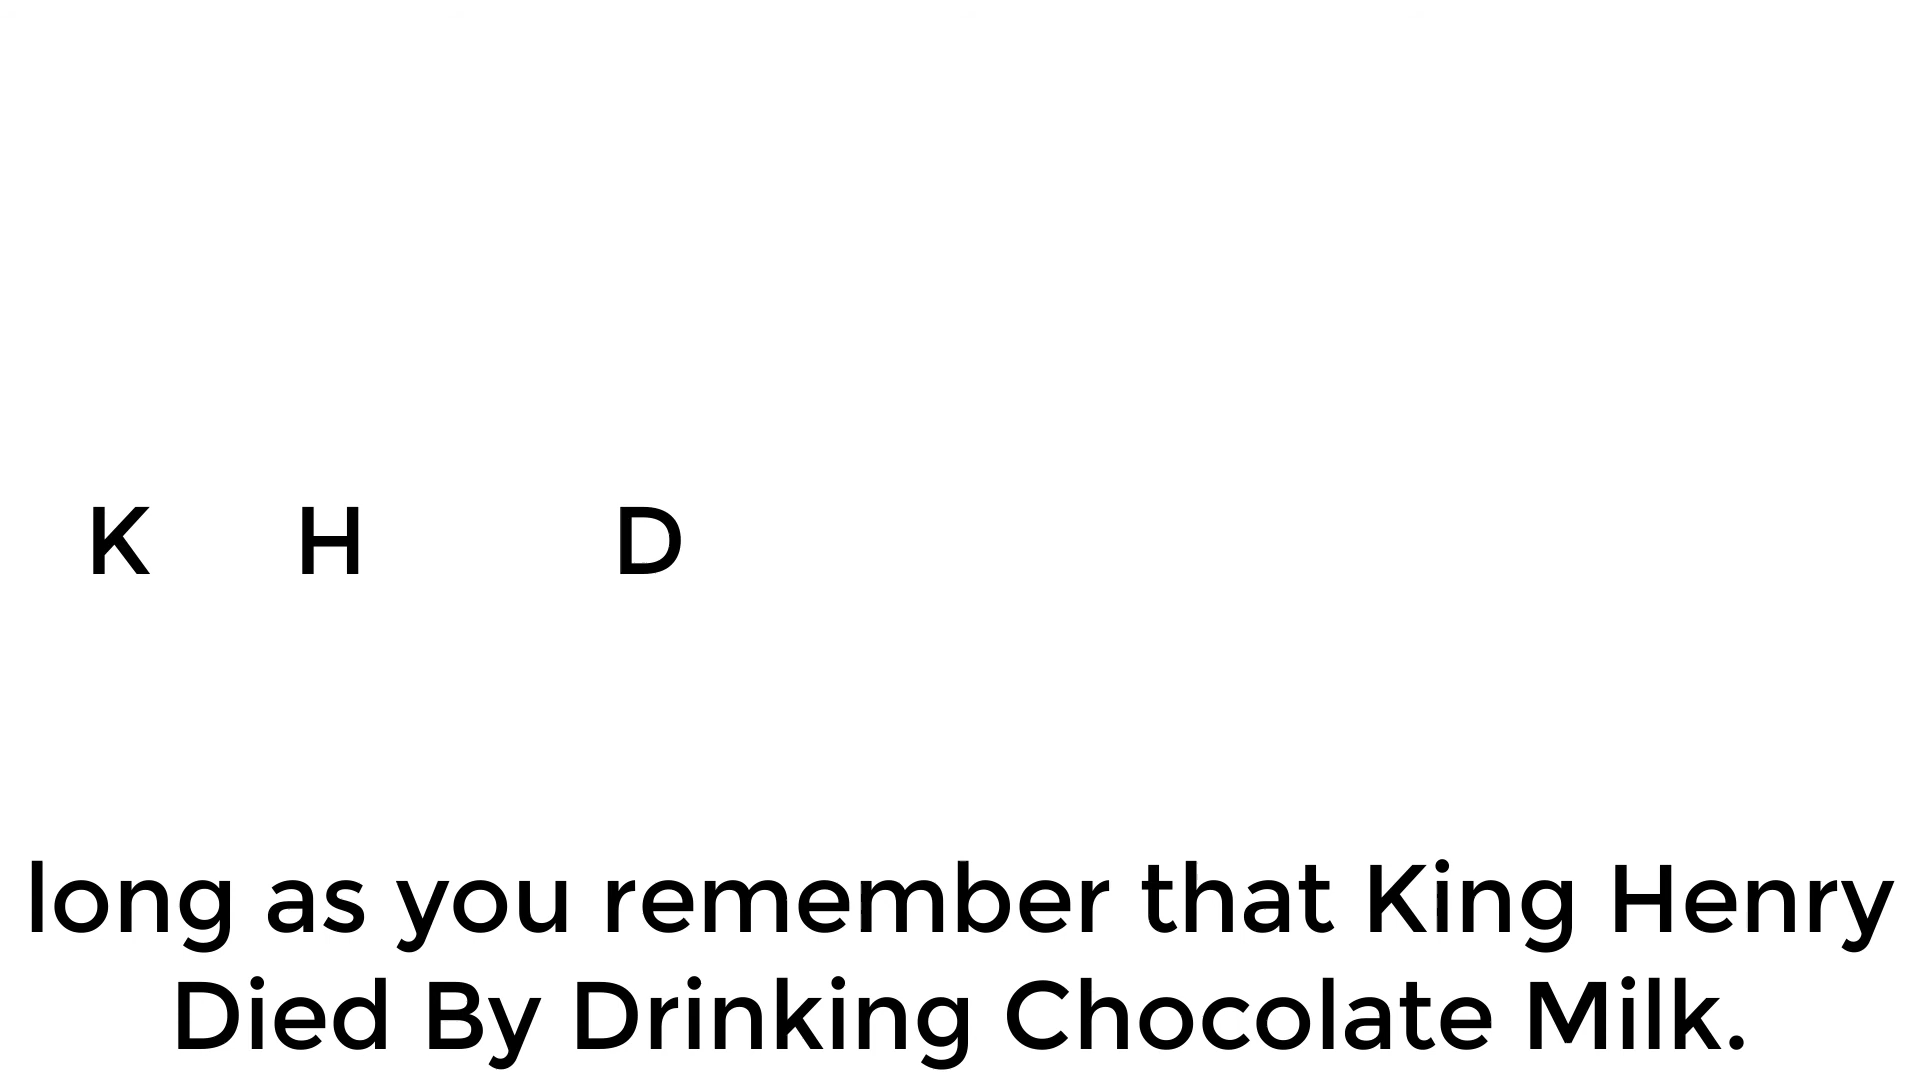 K H D
long as you remember that King Henry
Died By Drinking Chocolate Milk.